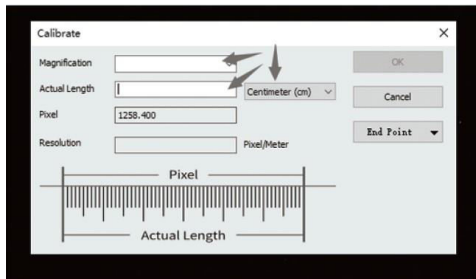 Calibrate
Magnification
OK
Actual Length
Centimeter (cm)
Cancel
Pixel
1258.400
End Point
Resolution
Pixel/Meter
Pixel
Actual Length